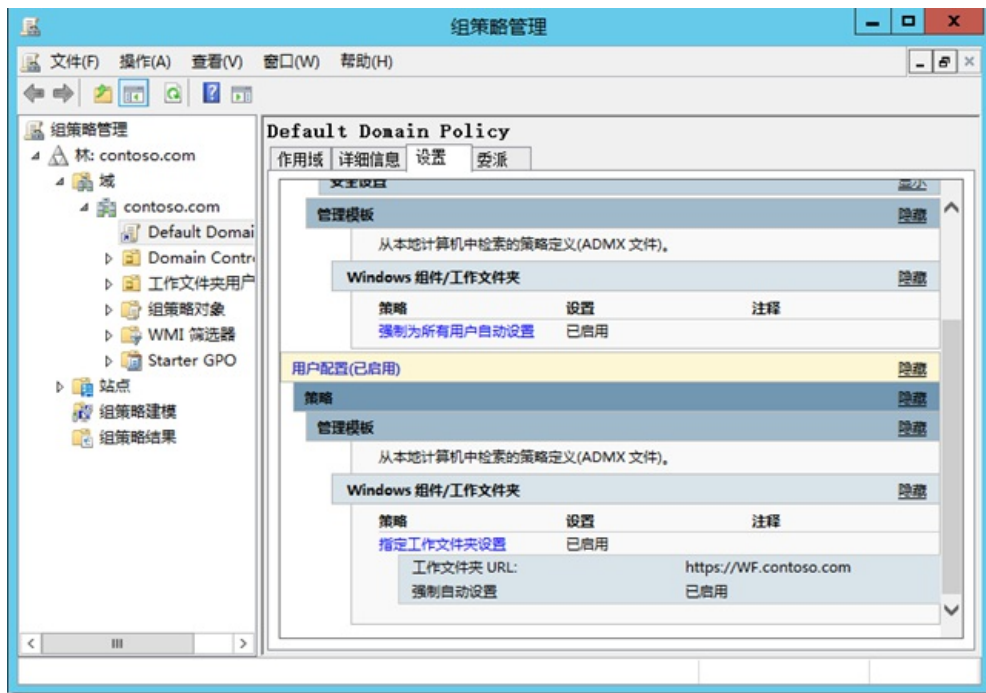 组策略管理
文件(F) 操作(A) 查看(V) 窗口(W) 帮助(H)
组策略管理
林: contoso.com
域
contoso.com
Default Domai
Domain Contr
工作文件夹用户
组策略对象
WMI 筛选器
Starter GPO
站点
组策略建模
组策略结果
Default Domain Policy
作用域 详细信息 设置 委派
安全设置 显示
管理模板 隐藏
从本地计算机中检索的策略定义(ADMX 文件)。
Windows 组件/工作文件夹 隐藏
策略 设置 注释
强制为所有用户自动设置 已启用
用户配置(已启用) 隐藏
策略 隐藏
管理模板 隐藏
从本地计算机中检索的策略定义(ADMX 文件)。
Windows 组件/工作文件夹 隐藏
策略 设置 注释
指定工作文件夹设置 已启用
工作文件夹 URL: https://WF.contoso.com
强制自动设置 已启用